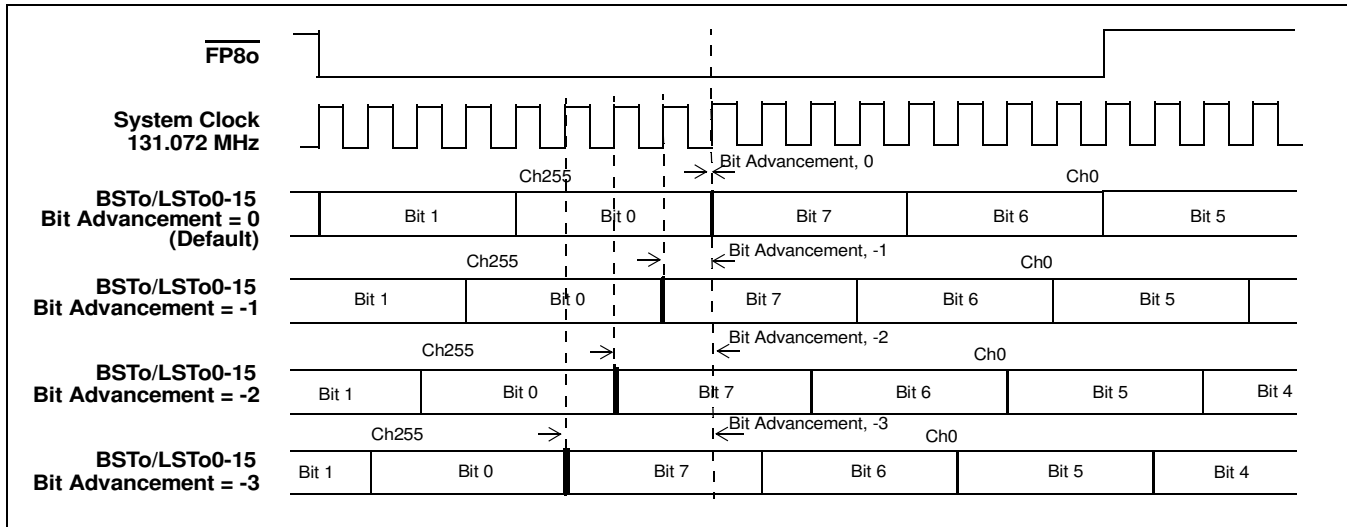 FP8o
System Clock
131.072 MHz
Bit Advancement, 0
Ch255
Ch0
BSTo/LSTo0-15
Bit Advancement = 0
(Default)
Bit 1
Bit 0
Bit 7
Bit 6
Bit 5
Bit Advancement, -1
Ch255
Ch0
BSTo/LSTo0-15
Bit Advancement = -1
Bit 1
Bit 0
Bit 7
Bit 6
Bit 5
Bit Advancement, -2
Ch255
Ch0
BSTo/LSTo0-15
Bit Advancement = -2
Bit 1
Bit 0
Bit 7
Bit 6
Bit 5
Bit 4
Bit Advancement, -3
Ch255
Ch0
BSTo/LSTo0-15
Bit Advancement = -3
Bit 1
Bit 0
Bit 7
Bit 6
Bit 5
Bit 4